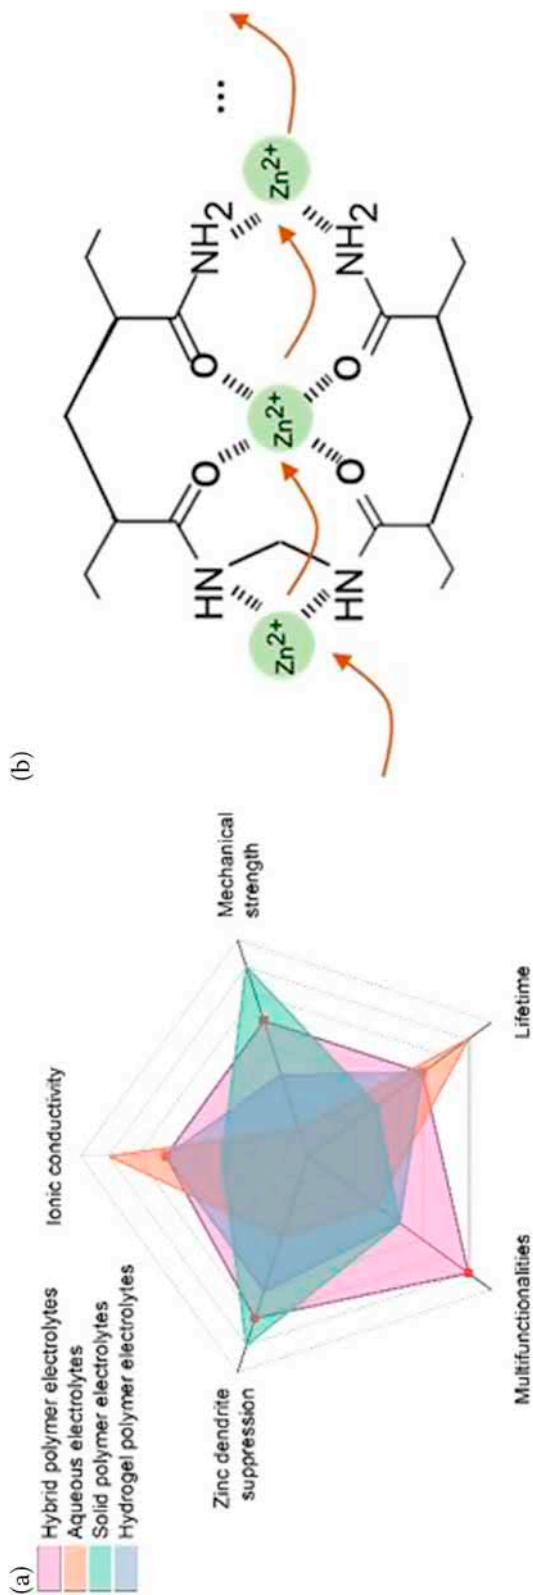 (a)
Hybrid polymer electrolytes
Aqueous electrolytes
Solid polymer electrolytes
Hydrogel polymer electrolytes
Ionic conductivity
Mechanical
strength
Lifetime
Multifunctionalities
Zinc dendrite
suppression
(b)
HN
O
O
NH2
Zn2+
Zn2+
Zn2+
...
HN
O
O
NH2